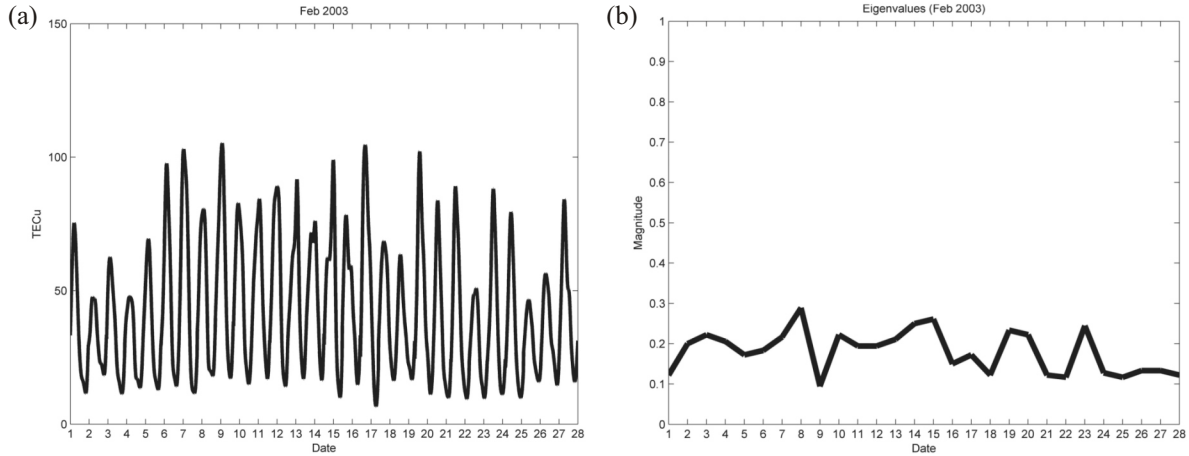 (a)
Feb 2003
TECu
150
100
50
0
1 2 3 4 5 6 7 8 9 10 11 12 13 14 15 16 17 18 19 20 21 22 23 24 25 26 27 28
Date
(b)
Eigenvalues (Feb 2003)
Magnitude
1
0.9
0.8
0.7
0.6
0.5
0.4
0.3
0.2
0.1
0
1 2 3 4 5 6 7 8 9 10 11 12 13 14 15 16 17 18 19 20 21 22 23 24 25 26 27 28
Date